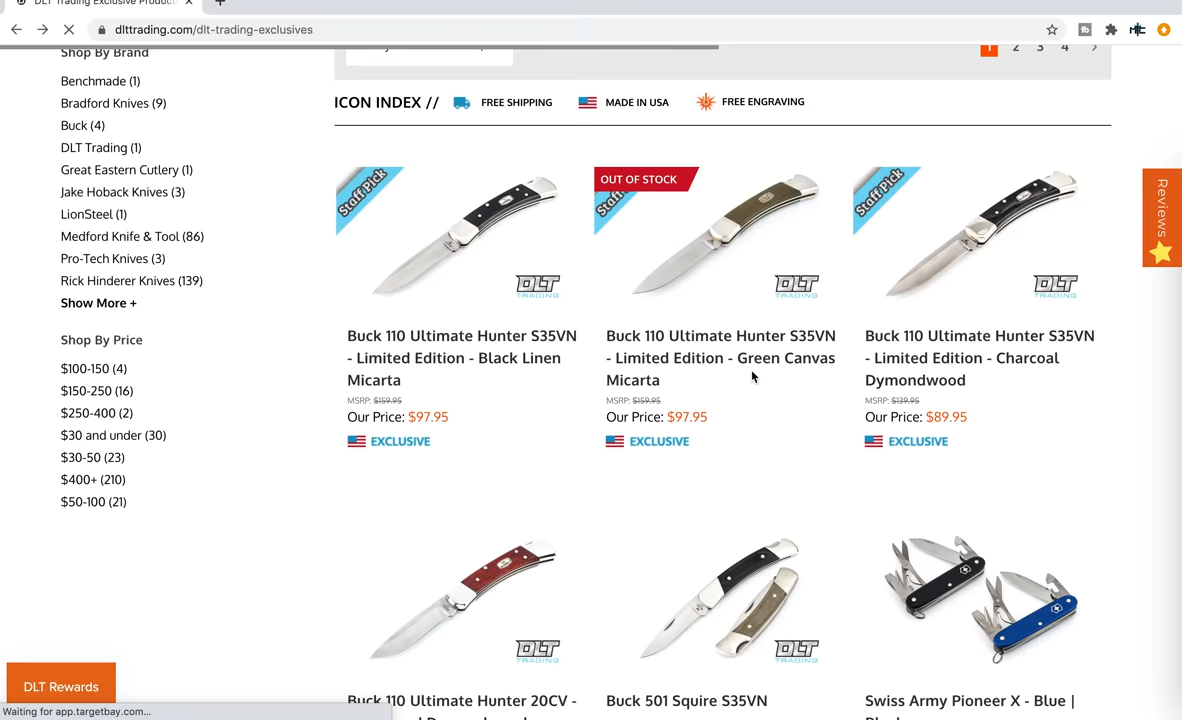 DLT Trading Exclusive Product
dlttrading.com/dlt-trading-exclusives
Shop By Brand
Benchmade (1)
Bradford Knives (9)
Buck (4)
DLT Trading (1)
Great Eastern Cutlery (1)
Jake Hoback Knives (3)
LionSteel (1)
Medford Knife & Tool (86)
Pro-Tech Knives (3)
Rick Hinderer Knives (139)
Show More +
Shop By Price
$100-150 (4)
$150-250 (16)
$250-400 (2)
$30 and under (30)
$30-50 (23)
$400+ (210)
$50-100 (21)
DLT Rewards
Waiting for app.targetbay.com...
1 2 3 4
ICON INDEX // FREE SHIPPING MADE IN USA FREE ENGRAVING
Staff Pick
DLT
TRADING
Buck 110 Ultimate Hunter S35VN
- Limited Edition - Black Linen
Micarta
MSRP: $159.95
Our Price: $97.95
EXCLUSIVE
OUT OF STOCK
DLT
TRADING
Buck 110 Ultimate Hunter S35VN
- Limited Edition - Green Canvas
Micarta
MSRP: $159.95
Our Price: $97.95
EXCLUSIVE
Staff Pick
DLT
TRADING
Buck 110 Ultimate Hunter S35VN
- Limited Edition - Charcoal
Dymondwood
MSRP: $139.95
Our Price: $89.95
EXCLUSIVE
DLT
TRADING
Buck 110 Ultimate Hunter 20CV -
DLT
TRADING
Buck 501 Squire S35VN
Swiss Army Pioneer X - Blue |
Reviews